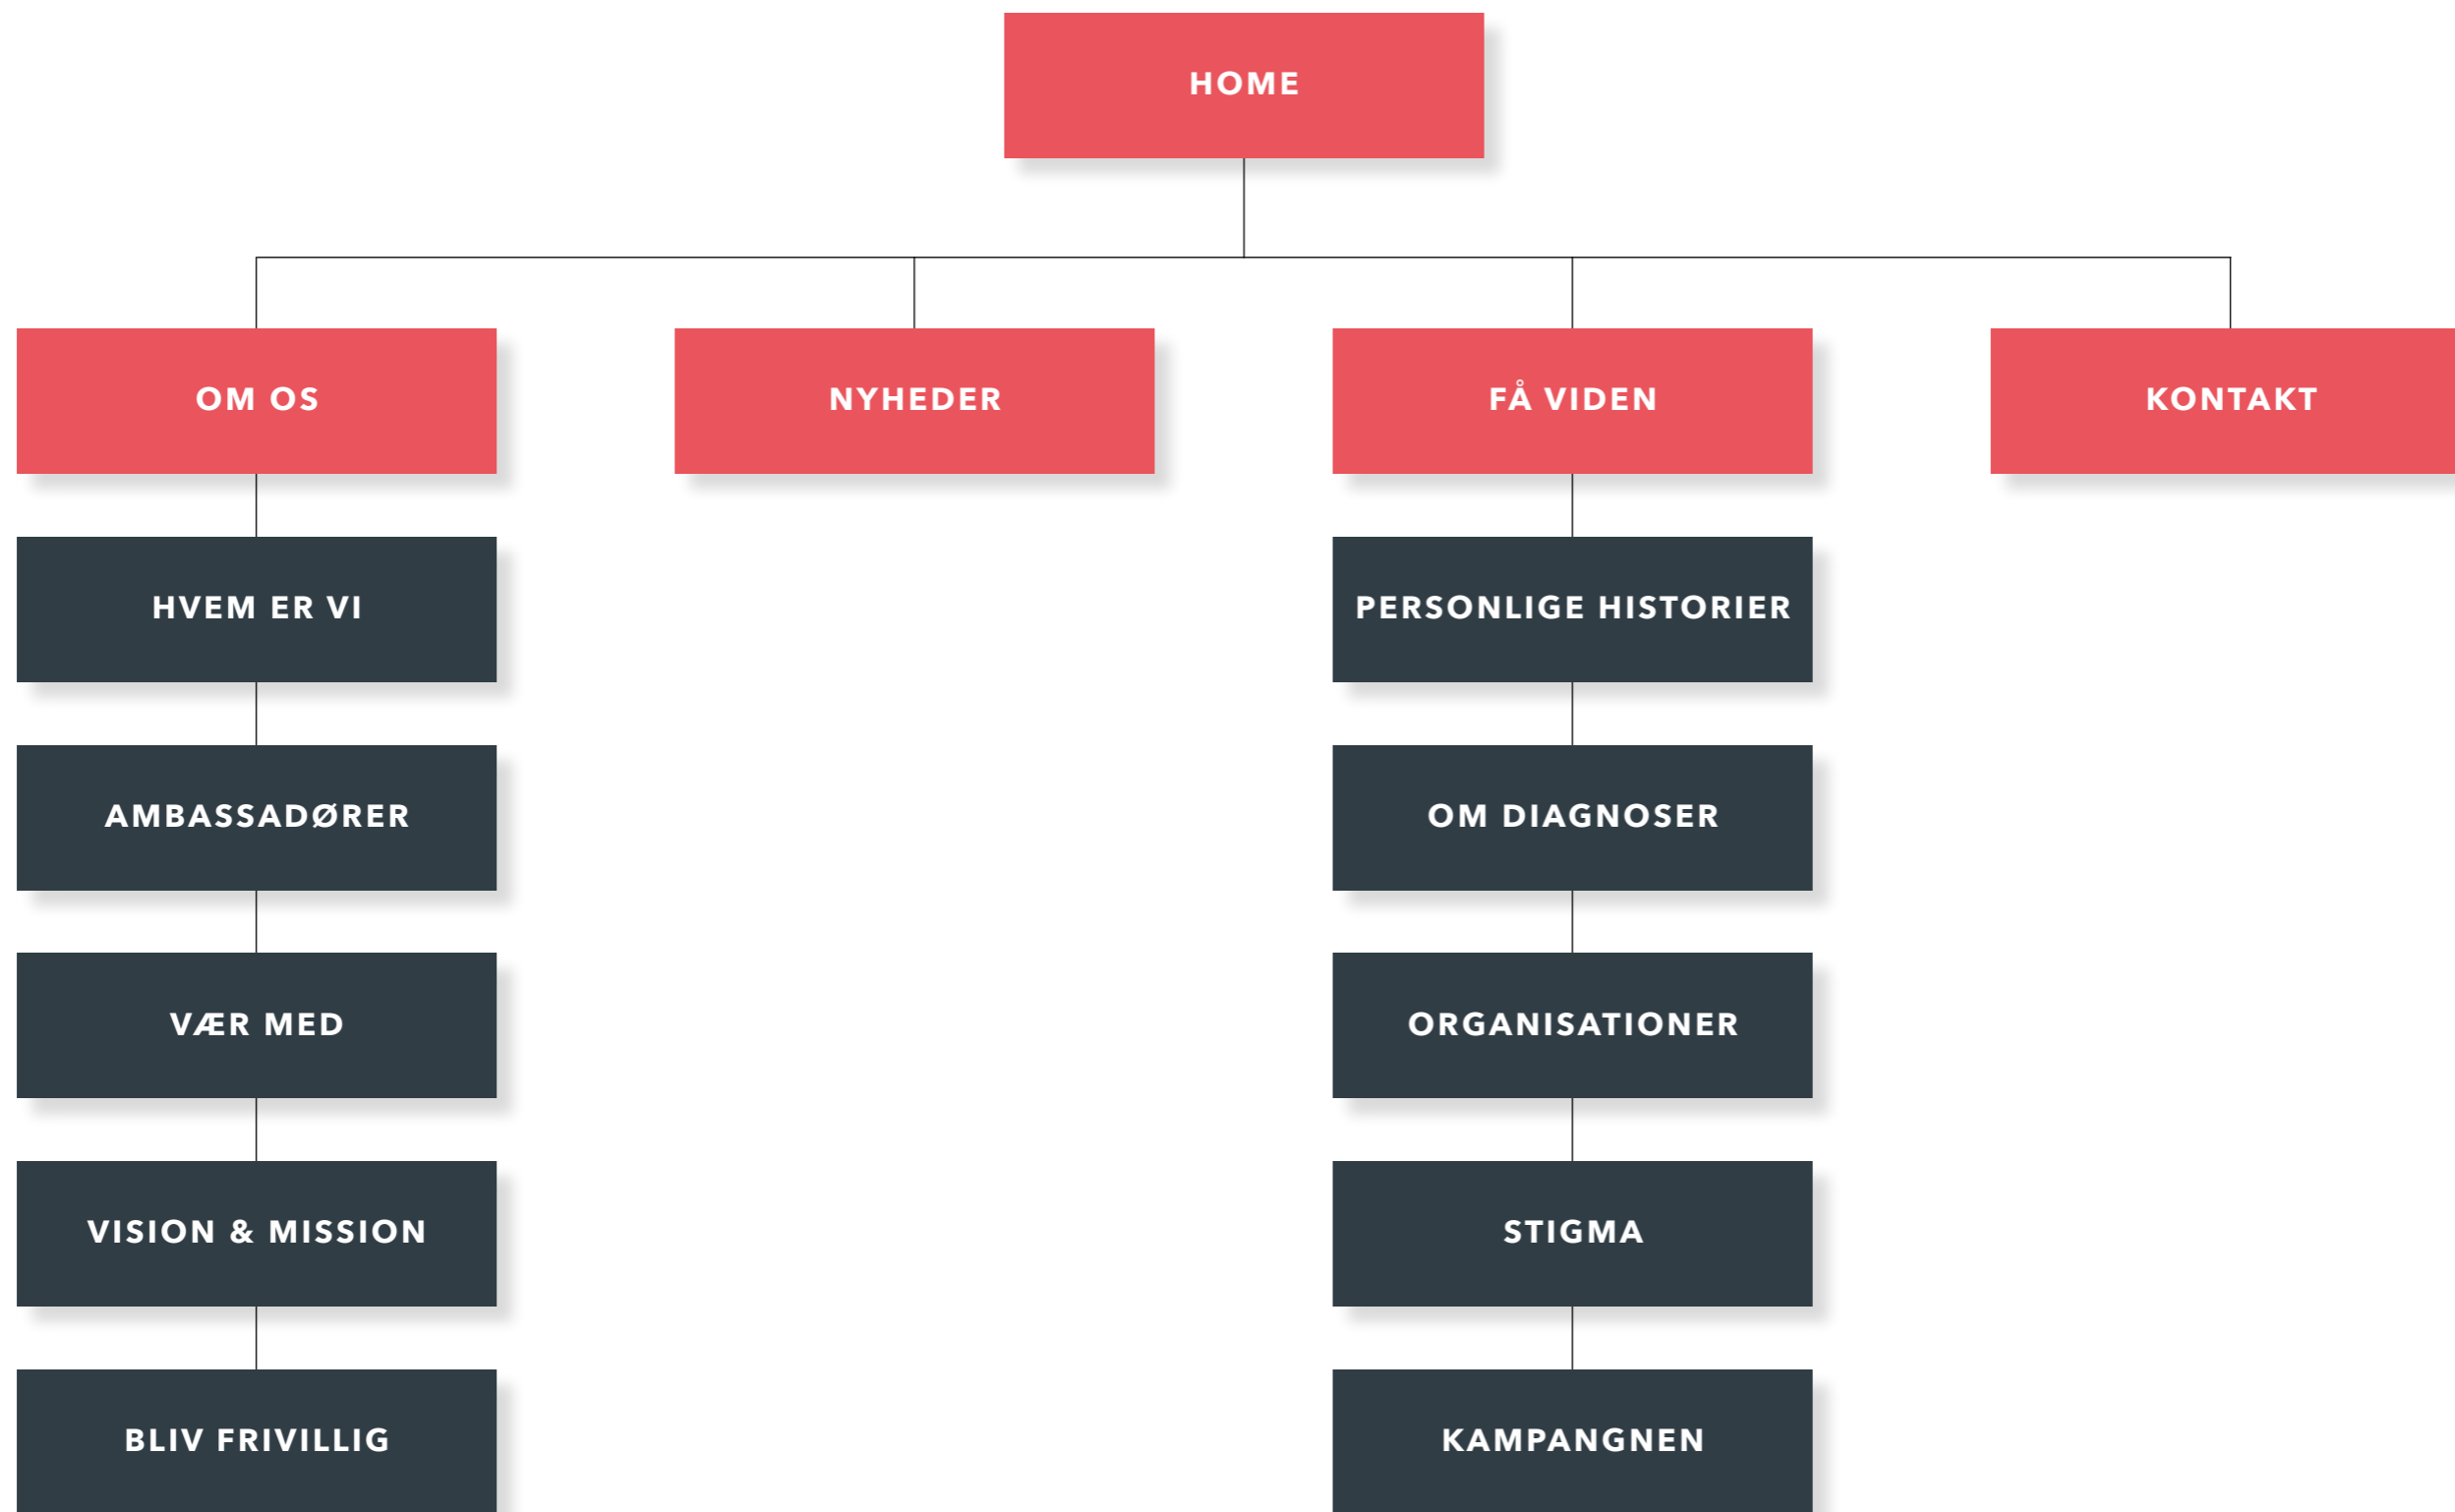 HOME
OM OS
NYHEDER
FÅ VIDEN
KONTAKT
HVEM ER VI
PERSONLIGE HISTORIER
AMBASSADØRER
OM DIAGNOSER
VÆR MED
ORGANISATIONER
VISION & MISSION
STIGMA
BLIV FRIVILLIG
KAMPANGNEN